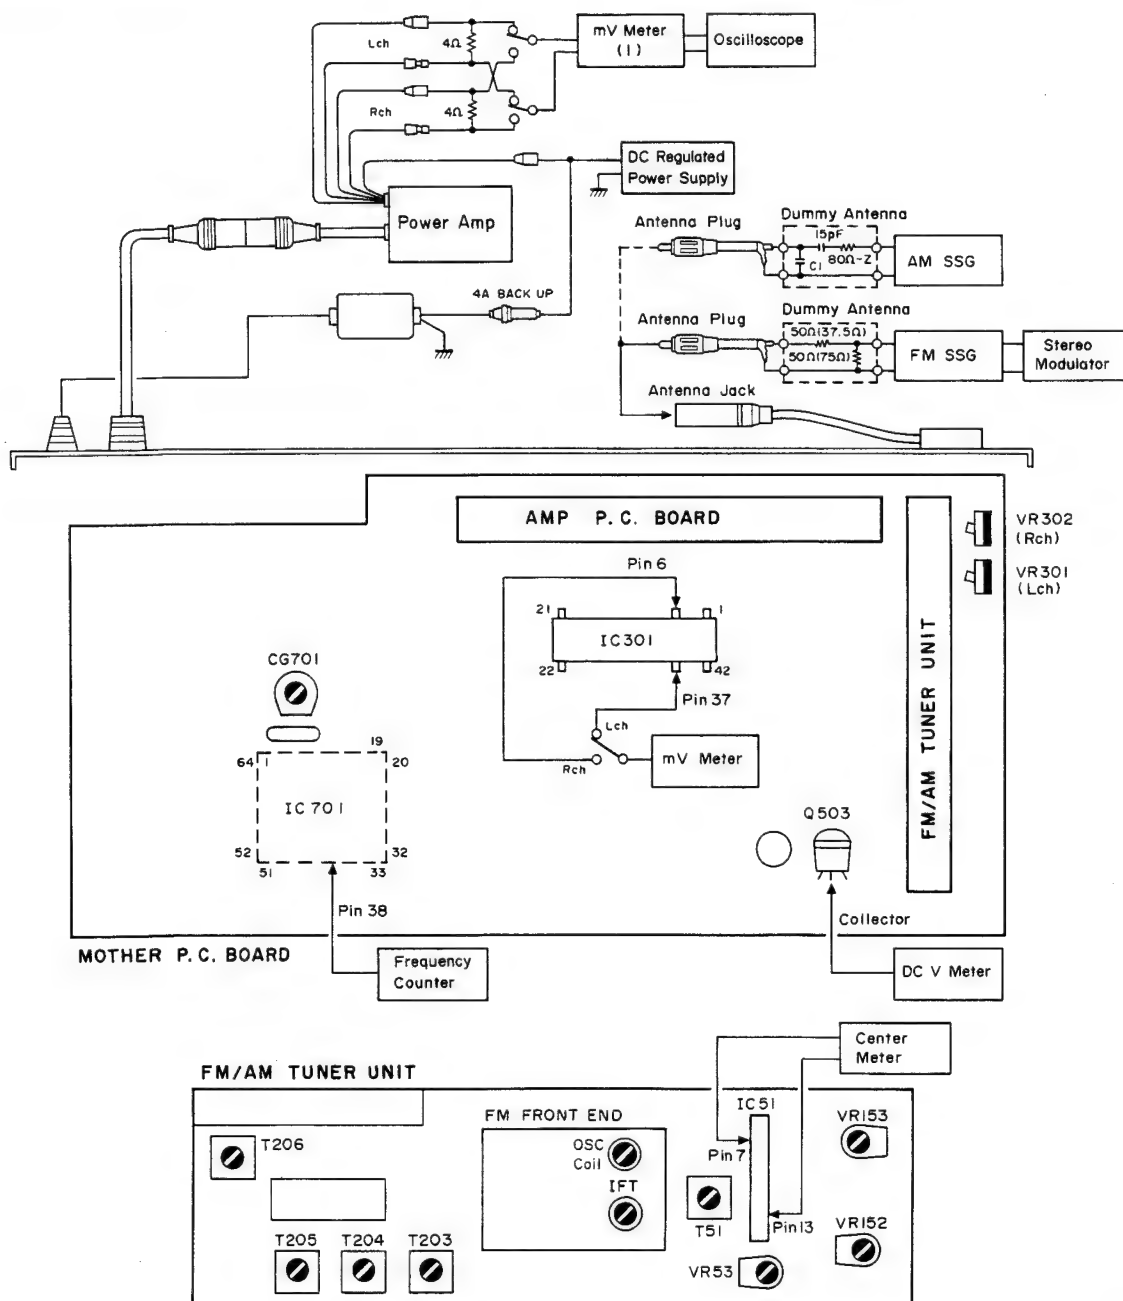 Lch
4Ω
mV Meter
(1)
Oscilloscope
Rch
4Ω
DC Regulated
Power Supply
Power Amp
4A BACK UP
Antenna Plug
Dummy Antenna
15pF
C1
80Ω-Z
AM SSG
Antenna Plug
Dummy Antenna
50Ω(37.5Ω)
50Ω(75Ω)
FM SSG
Stereo
Modulator
Antenna Jack
AMP P.C. BOARD
VR302
(Rch)
VR301
(Lch)
Pin 6
21
1
IC301
22
42
Pin 37
CG701
Lch
Rch
mV Meter
FM/AM TUNER UNIT
19
64
1
20
IC701
52
32
51
33
Pin 38
Q503
Collector
MOTHER P.C. BOARD
Frequency
Counter
DC V Meter
Center
Meter
FM/AM TUNER UNIT
T206
FM FRONT END
OSC
Coil
IFT
IC51
Pin 7
VR153
T51
Pin13
VR152
T205
T204
T203
VR53